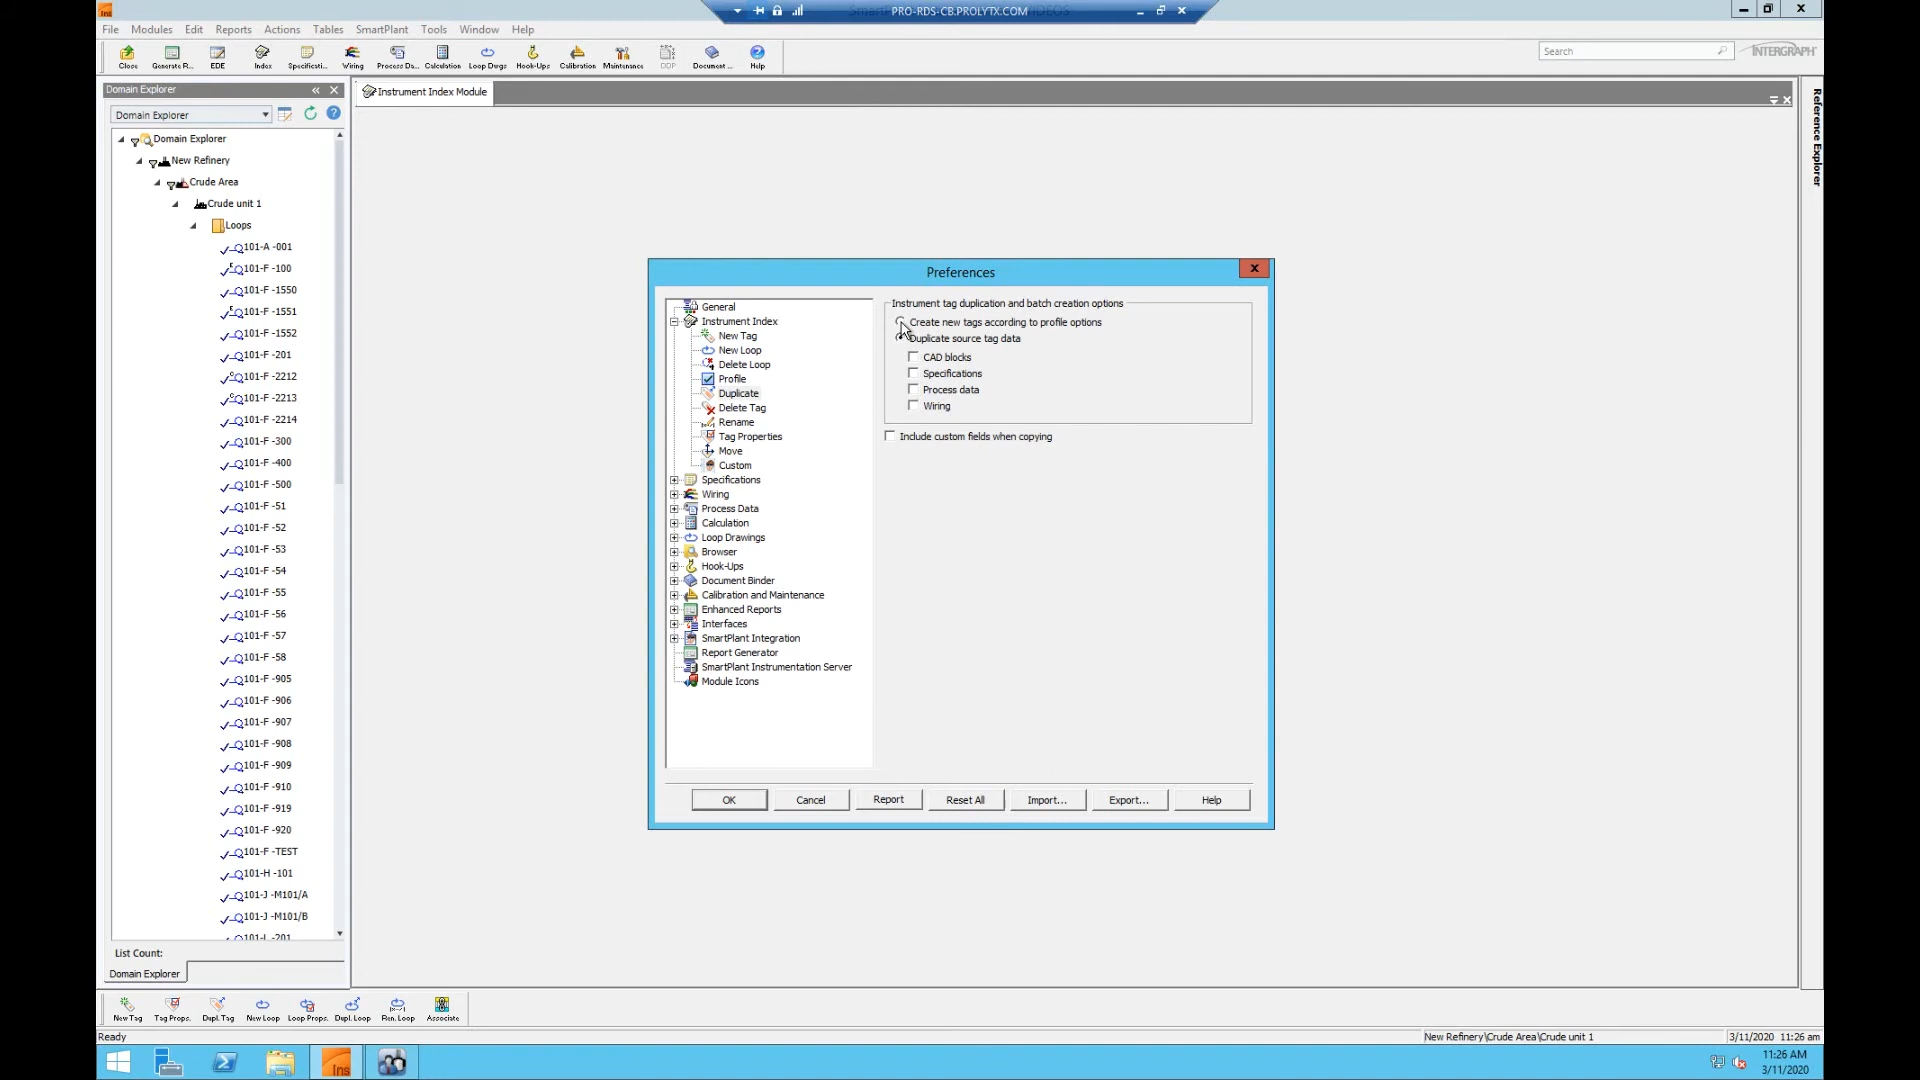 PRO-RDS-CB.PROLYTX.COM
File Modules Edit Reports Actions Tables SmartPlant Tools Window Help
Close Generate R... EDE Index Specificati... Wiring Process Da... Calculation Loop Dwgs Hook-Ups Calibration Maintenance DDP Document ... Help
Search
INTERGRAPH
Domain Explorer
Instrument Index Module
Domain Explorer
Reference Explorer
Domain Explorer
New Refinery
Crude Area
Crude unit 1
Loops
101-A -001
101-F -100
101-F -1550
101-F -1551
101-F -1552
101-F -201
101-F -2212
101-F -2213
101-F -2214
101-F -300
101-F -400
101-F -500
101-F -51
101-F -52
101-F -53
101-F -54
101-F -55
101-F -56
101-F -57
101-F -58
101-F -905
101-F -906
101-F -907
101-F -908
101-F -909
101-F -910
101-F -919
101-F -920
101-F -TEST
101-H -101
101-J -M101/A
101-J -M101/B
101-L -201
List Count:
Domain Explorer
Preferences
General
Instrument Index
New Tag
New Loop
Delete Loop
Profile
Duplicate
Delete Tag
Rename
Tag Properties
Move
Custom
Specifications
Wiring
Process Data
Calculation
Loop Drawings
Browser
Hook-Ups
Document Binder
Calibration and Maintenance
Enhanced Reports
Interfaces
SmartPlant Integration
Report Generator
SmartPlant Instrumentation Server
Module Icons
Instrument tag duplication and batch creation options
Create new tags according to profile options
Duplicate source tag data
CAD blocks
Specifications
Process data
Wiring
Include custom fields when copying
OK Cancel Report Reset All Import... Export... Help
New Tag Tag Props. Dupl. Tag New Loop Loop Props. Dupl. Loop Ren. Loop Associate
Ready
New Refinery\Crude Area\Crude unit 1
3/11/2020 11:26 am
Ins
11:26 AM
3/11/2020